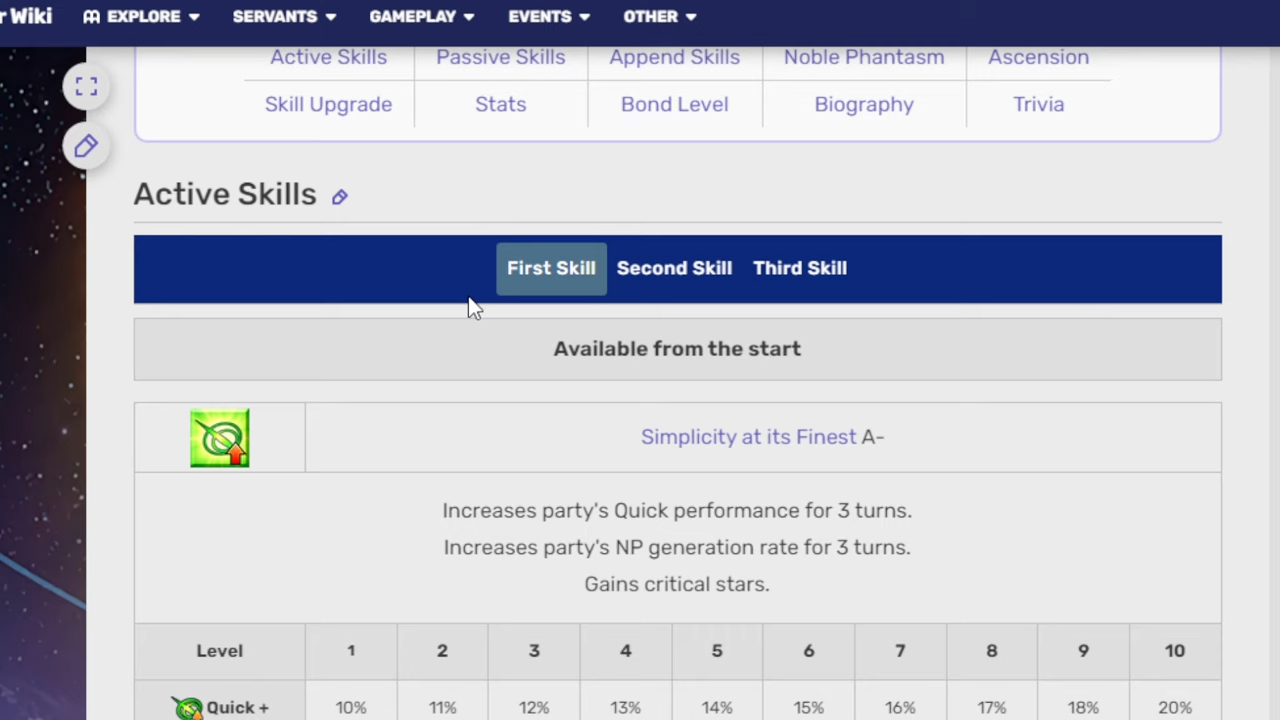 r Wiki EXPLORE SERVANTS GAMEPLAY EVENTS OTHER
Active Skills Passive Skills Append Skills Noble Phantasm Ascension
Skill Upgrade Stats Bond Level Biography Trivia
Active Skills
First Skill Second Skill Third Skill
Available from the start
Simplicity at its Finest A-
Increases party's Quick performance for 3 turns.
Increases party's NP generation rate for 3 turns.
Gains critical stars.
Level 1 2 3 4 5 6 7 8 9 10
Quick + 10% 11% 12% 13% 14% 15% 16% 17% 18% 20%